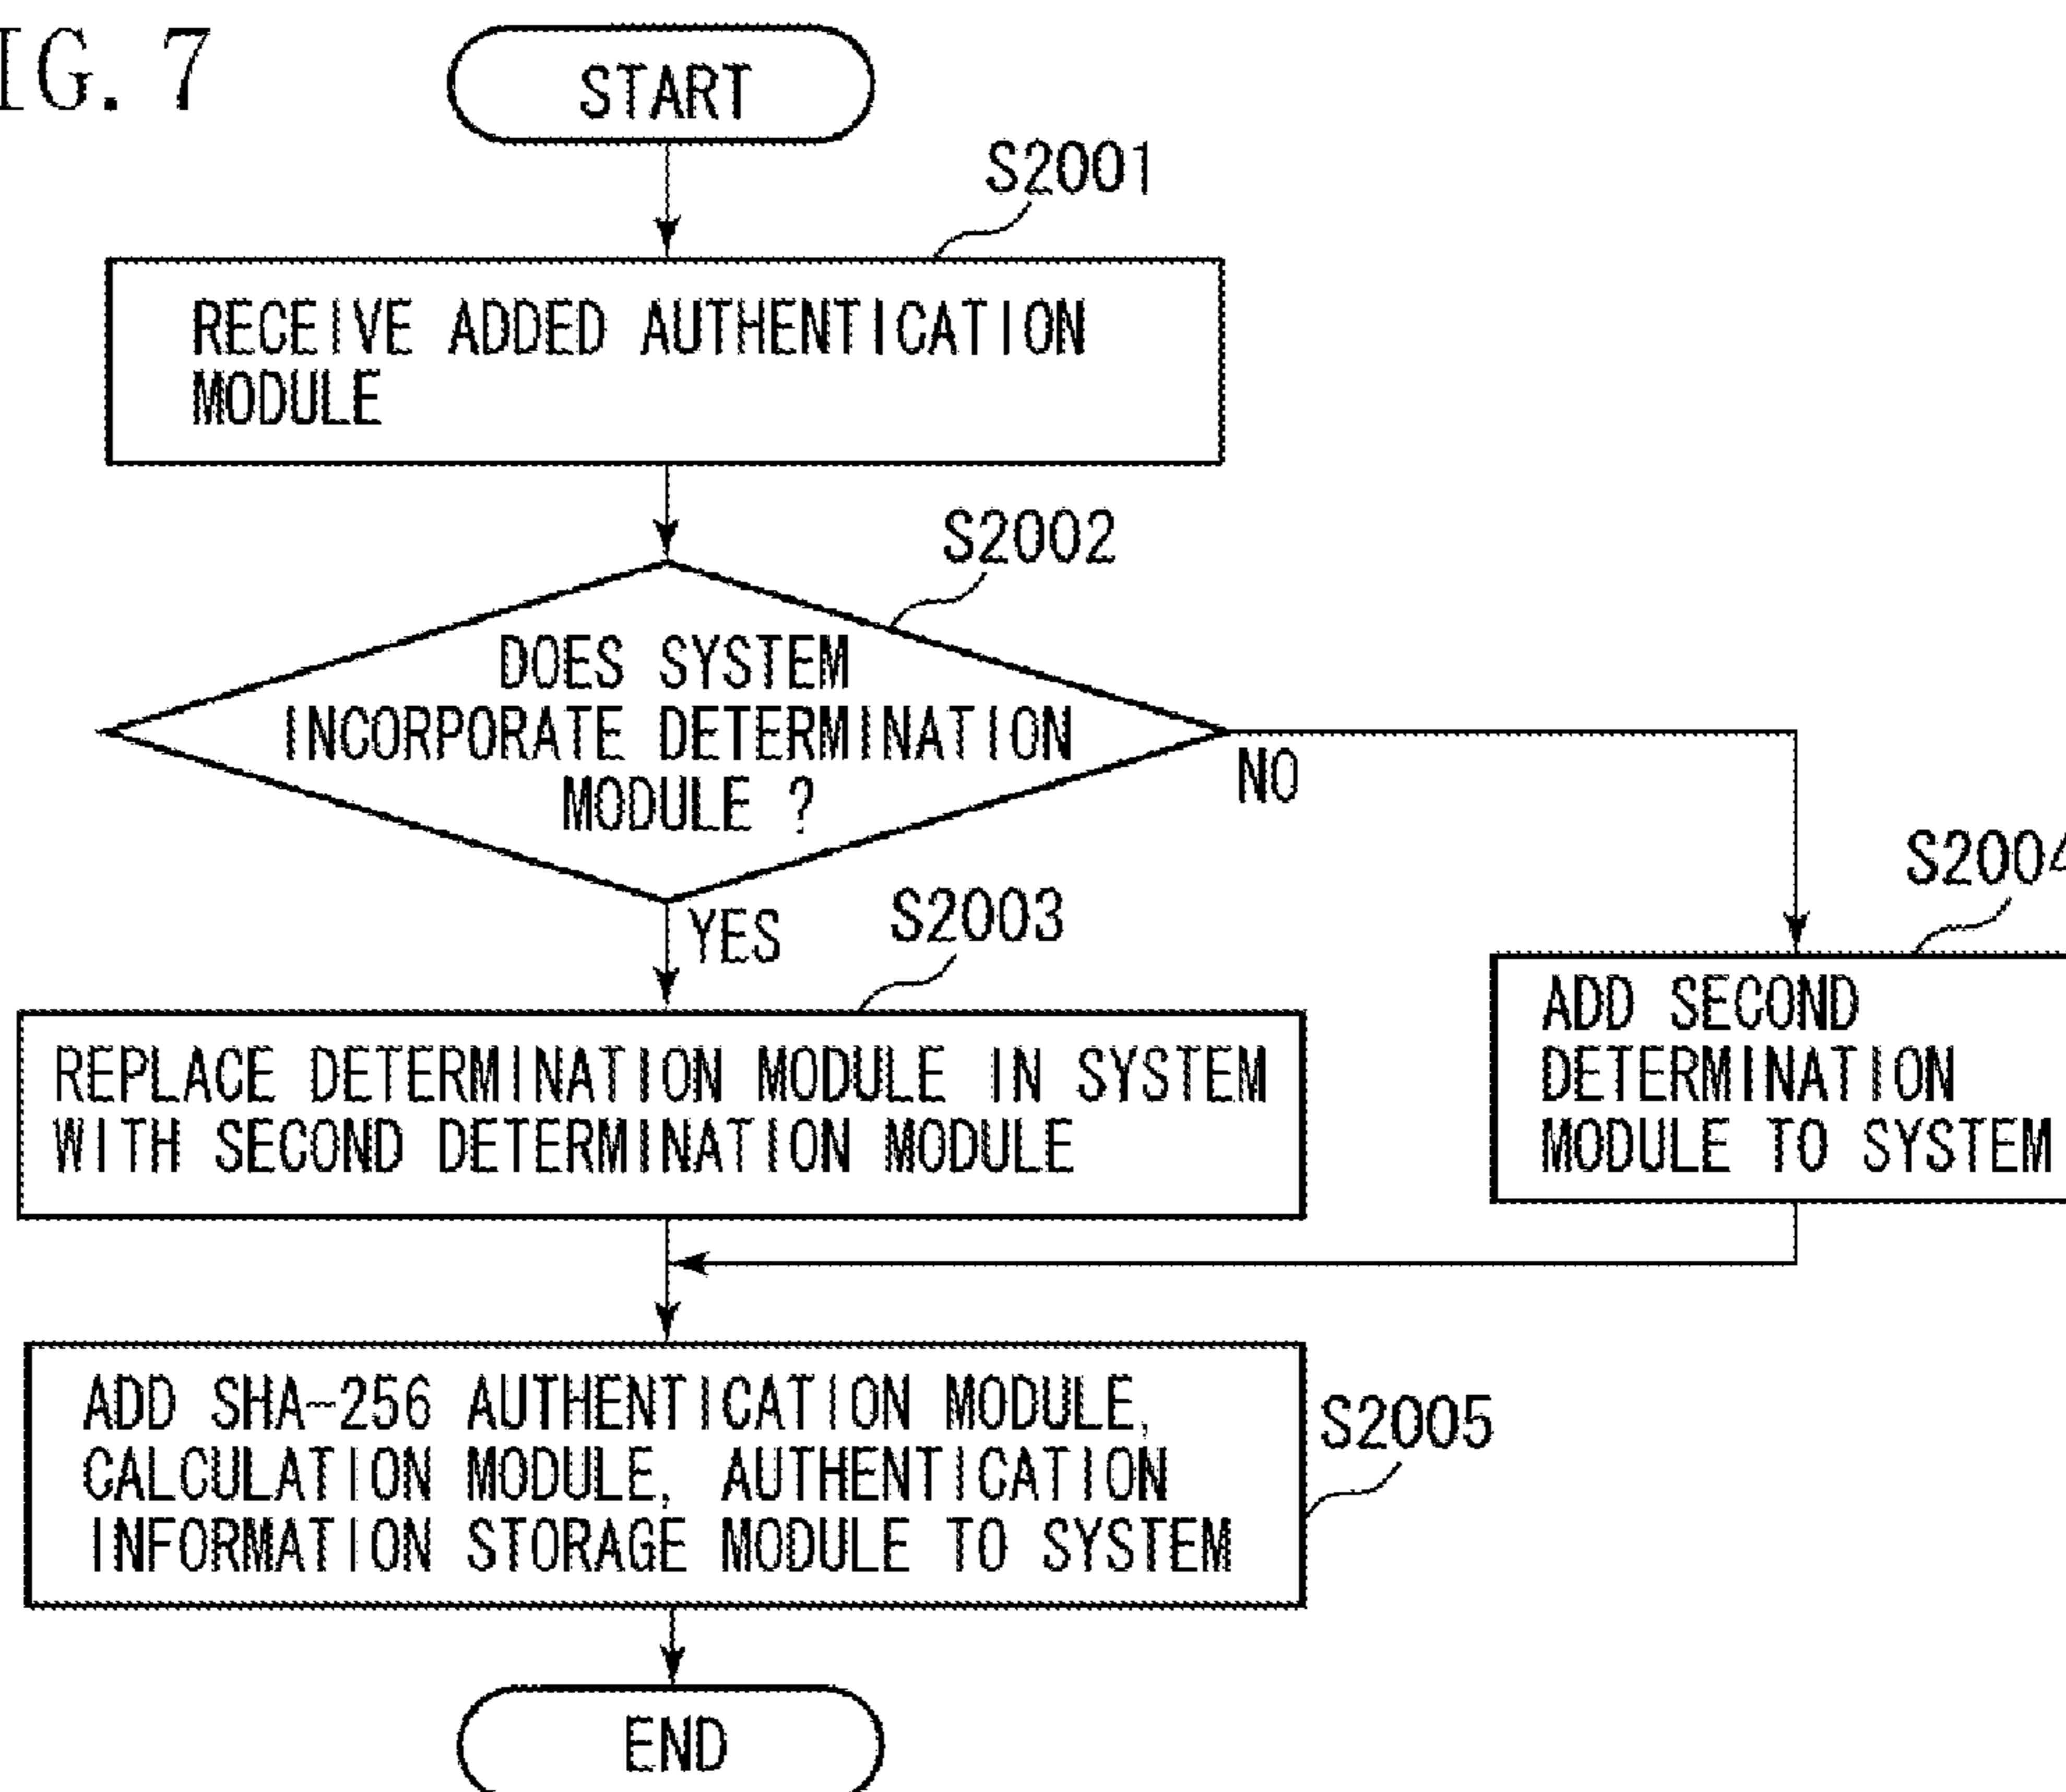 IG. 7
START
S2001
RECEIVE ADDED AUTHENTICATION
MODULE
S2002
DOES SYSTEM
INCORPORATE DETERMINATION
MODULE ?
NO
YES
S2003
REPLACE DETERMINATION MODULE IN SYSTEM
WITH SECOND DETERMINATION MODULE
S2004
ADD SECOND
DETERMINATION
MODULE TO SYSTEM
ADD SHA-256 AUTHENTICATION MODULE,
CALCULATION MODULE, AUTHENTICATION
INFORMATION STORAGE MODULE TO SYSTEM
S2005
END